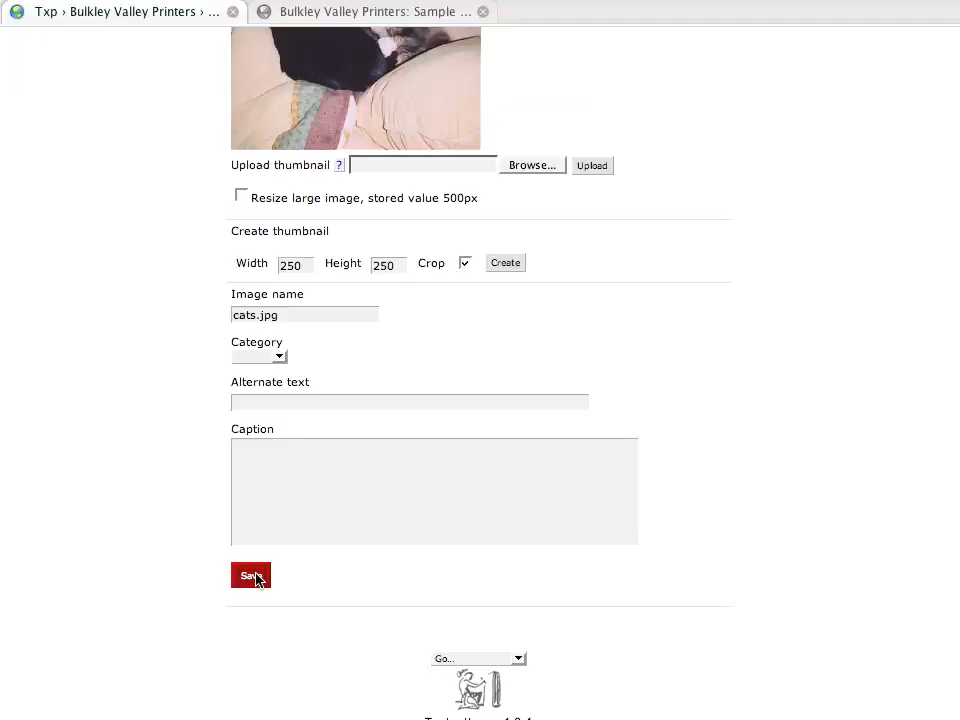 Txp › Bulkley Valley Printers › ...
Bulkley Valley Printers: Sample ...
Upload thumbnail ?
Browse...
Upload
Resize large image, stored value 500px
Create thumbnail
Width 250 Height 250 Crop Create
Image name
cats.jpg
Category
Alternate text
Caption
Save
Go...